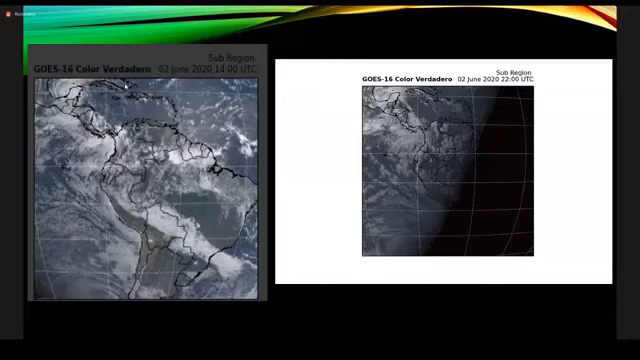 Recording
Sub Region
GOES-16 Color Verdadero 02 June 2020 14:00 UTC
Sub Region
GOES-16 Color Verdadero 02 June 2020 22:00 UTC